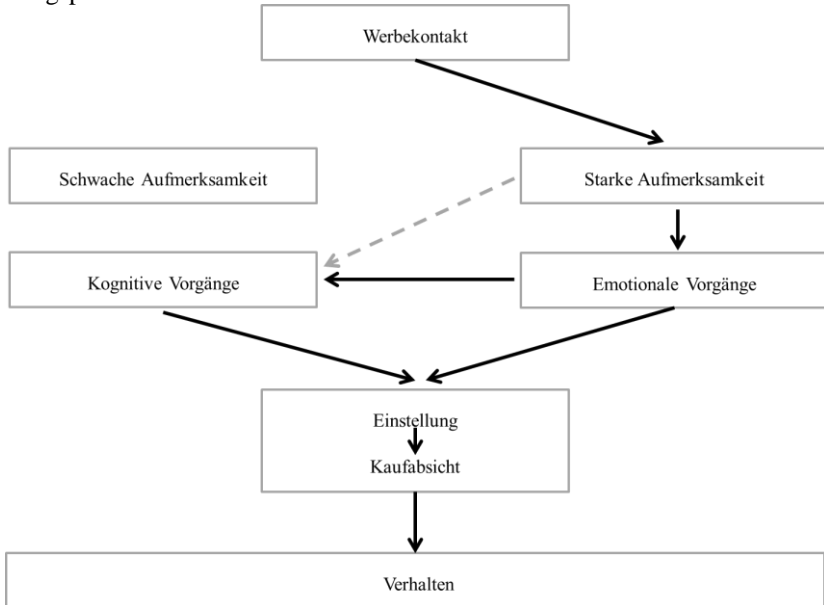 Werbekontakt
Schwache Aufmerksamkeit
Starke Aufmerksamkeit
Kognitive Vorgänge
Emotionale Vorgänge
Einstellung
Kaufabsicht
Verhalten